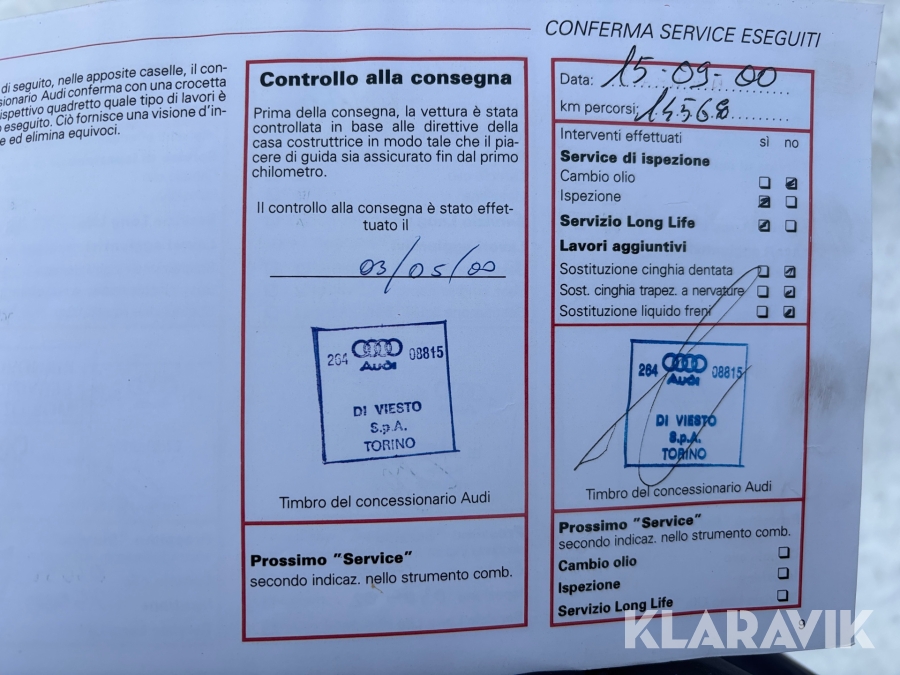 CONFERMA SERVICE ESEGUITI
di seguito, nelle apposite caselle, il con-
sionario Audi conferma con una crocetta
ispettivo quadretto quale tipo di lavori è
eseguito. Ciò fornisce una visione d'in-
e ed elimina equivoci.
Controllo alla consegna
Prima della consegna, la vettura è stata
controllata in base alle direttive della
casa costruttrice in modo tale che il pia-
cere di guida sia assicurato fin dal primo
chilometro.
Il controllo alla consegna è stato effet-
tuato il
03/05/00
264 08815
Audi
DI VIESTO
S.p.A.
TORINO
Timbro del concessionario Audi
Prossimo "Service"
secondo indicaz. nello strumento comb.
Data: 15-09-00
km percorsi: 14568
Interventi effettuati sì no
Service di ispezione
Cambio olio
Ispezione
Servizio Long Life
Lavori aggiuntivi
Sostituzione cinghia dentata
Sost. cinghia trapez. a nervature
Sostituzione liquido freni
264 08815
Audi
DI VIESTO
S.p.A.
TORINO
Timbro del concessionario Audi
Prossimo "Service"
secondo indicaz. nello strumento comb.
Cambio olio
Ispezione
Servizio Long Life
9
KLARAVIK